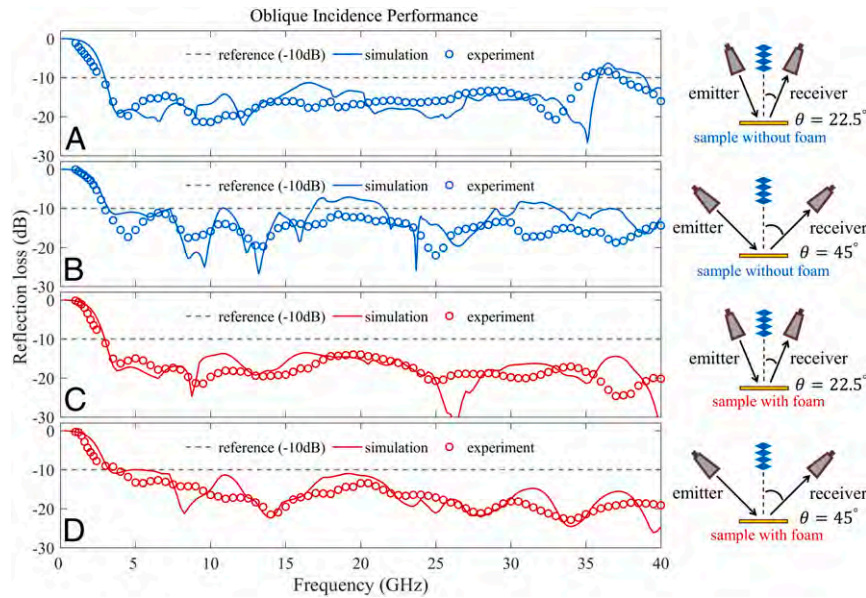 Oblique Incidence Performance
0
-10
-20
-30
reference (-10dB) simulation experiment
A
emitter receiver
θ = 22.5°
sample without foam
0
-10
-20
-30
reference (-10dB) simulation experiment
B
emitter receiver
θ = 45°
sample without foam
0
-10
-20
-30
reference (-10dB) simulation experiment
C
emitter receiver
θ = 22.5°
sample with foam
0
-10
-20
-30
reference (-10dB) simulation experiment
D
emitter receiver
θ = 45°
sample with foam
Reflection loss (dB)
0 5 10 15 20 25 30 35 40
Frequency (GHz)